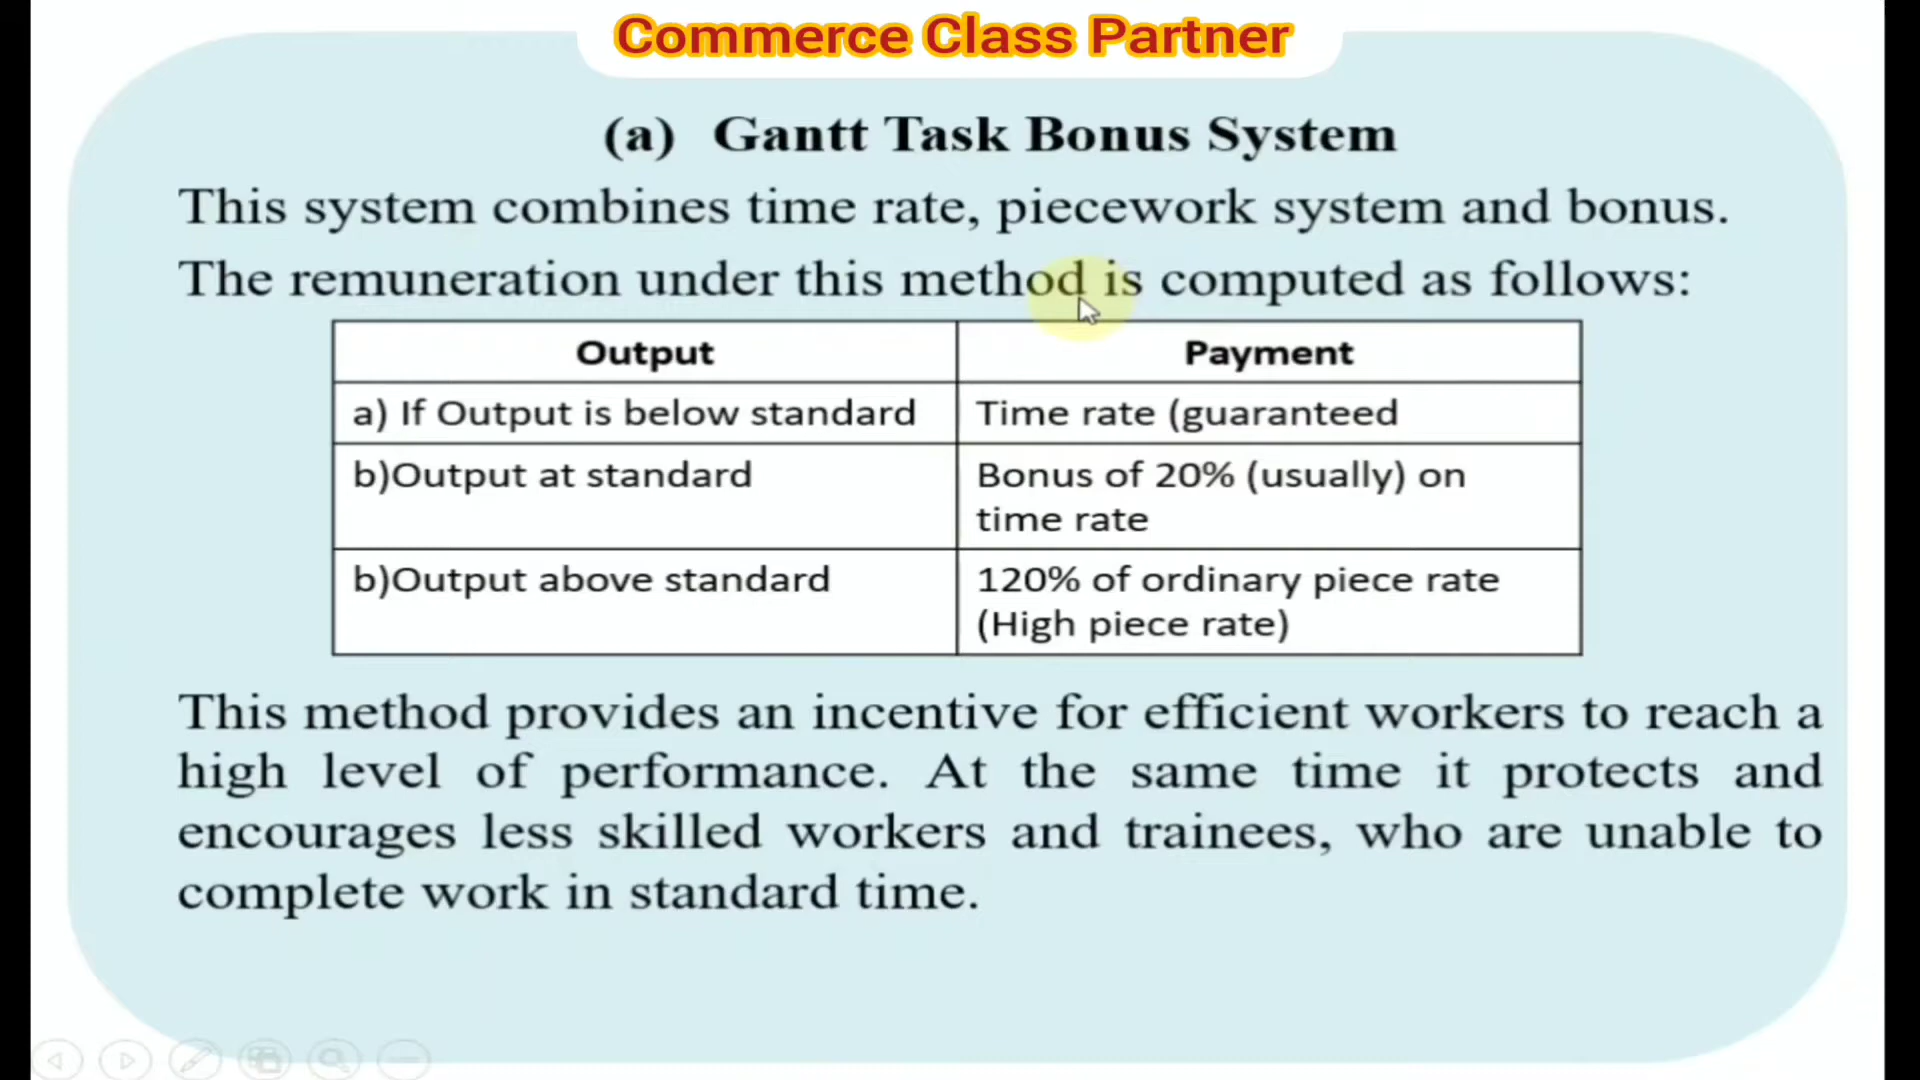 Commerce Class Partner
(a) Gantt Task Bonus System
This system combines time rate, piecework system and bonus.
The remuneration under this method is computed as follows:
Output Payment
a) If Output is below standard Time rate (guaranteed
b)Output at standard Bonus of 20% (usually) on
time rate
b)Output above standard 120% of ordinary piece rate
(High piece rate)
This method provides an incentive for efficient workers to reach a
high level of performance. At the same time it protects and
encourages less skilled workers and trainees, who are unable to
complete work in standard time.